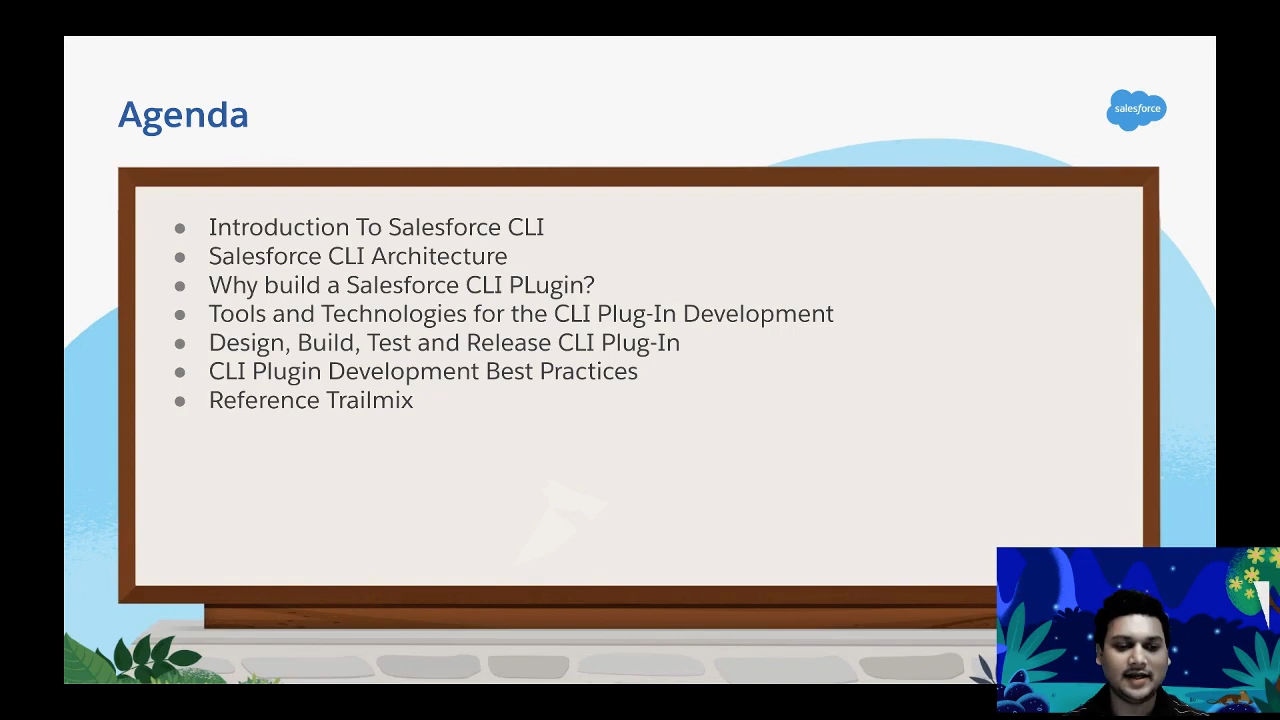 Agenda
salesforce
Introduction To Salesforce CLI
Salesforce CLI Architecture
Why build a Salesforce CLI PLugin?
Tools and Technologies for the CLI Plug-In Development
Design, Build, Test and Release CLI Plug-In
CLI Plugin Development Best Practices
Reference Trailmix